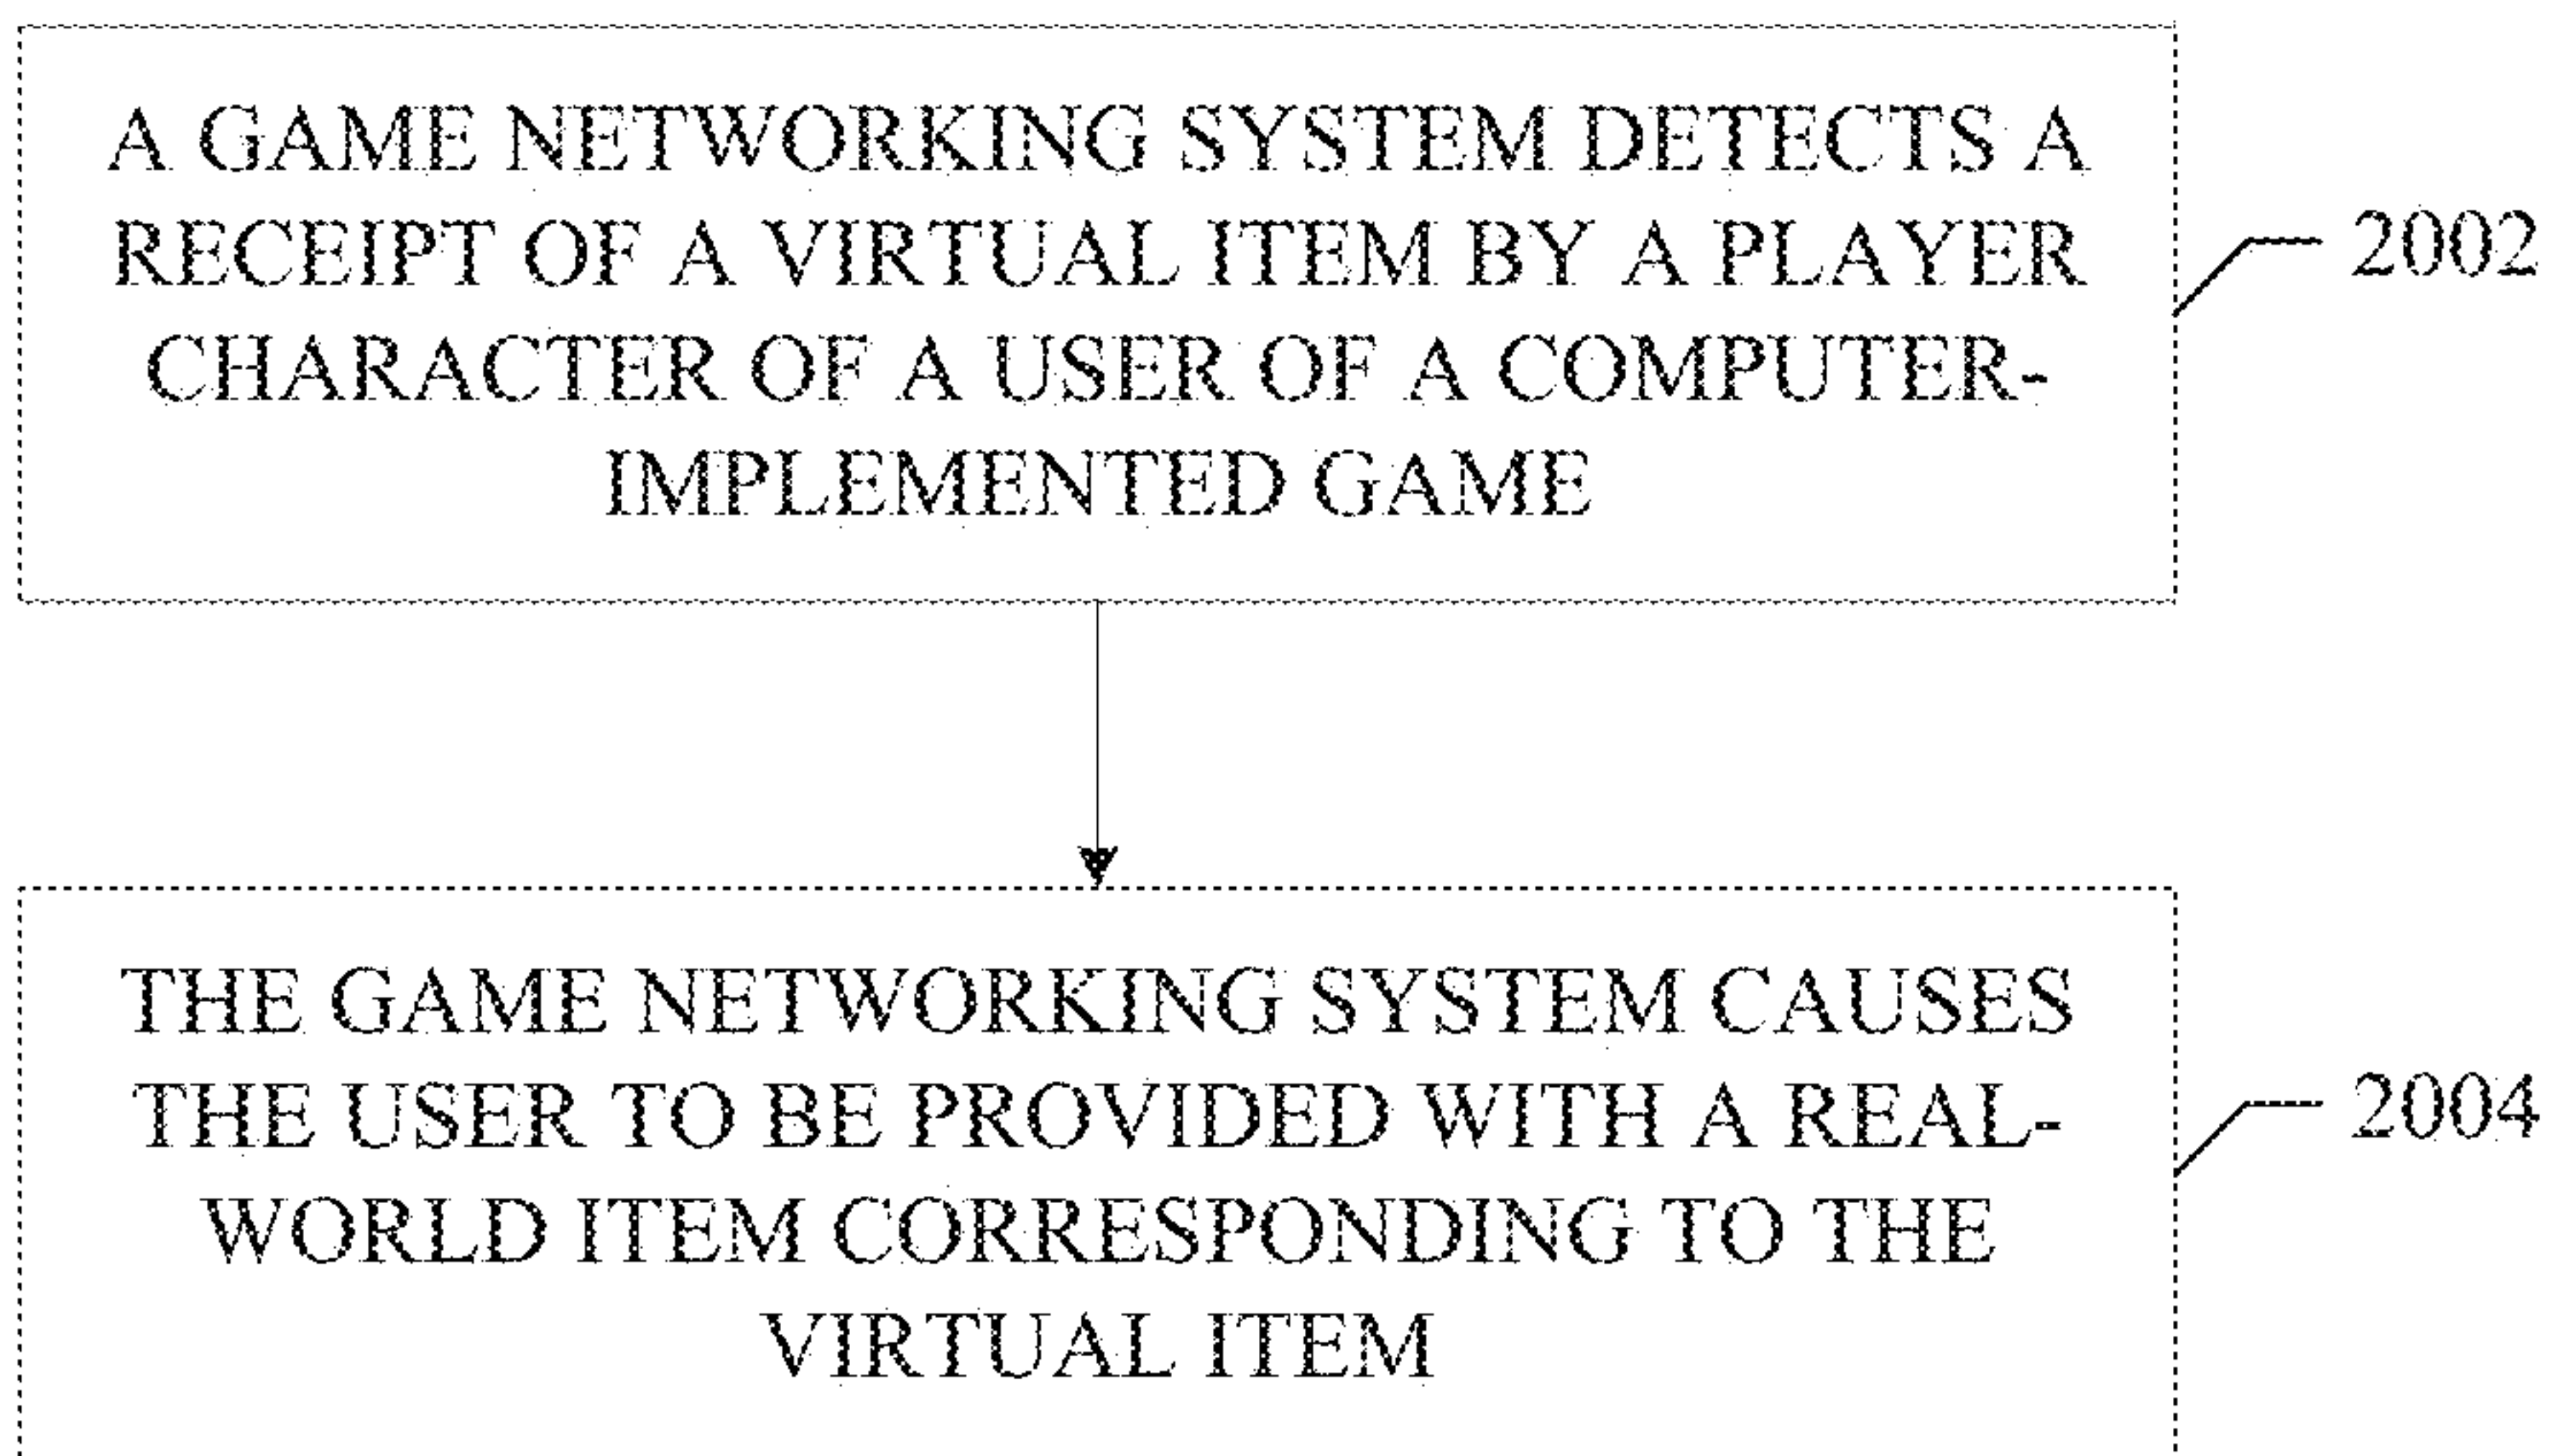 A GAME NETWORKING SYSTEM DETECTS A
RECEIPT OF A VIRTUAL ITEM BY A PLAYER
CHARACTER OF A USER OF A COMPUTER-
IMPLEMENTED GAME
2002
THE GAME NETWORKING SYSTEM CAUSES
THE USER TO BE PROVIDED WITH A REAL-
WORLD ITEM CORRESPONDING TO THE
VIRTUAL ITEM
2004